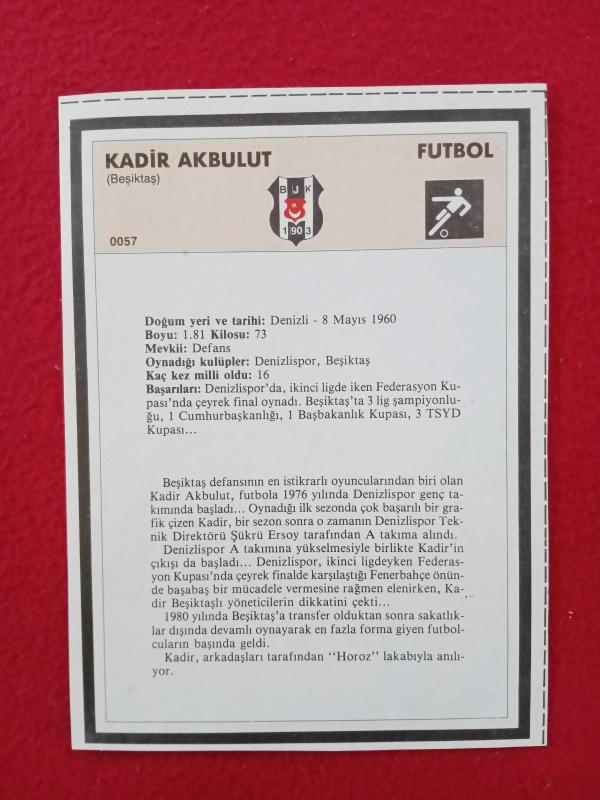 KADİR AKBULUT
FUTBOL
(Beşiktaş)
B J K
1903
0057
Doğum yeri ve tarihi: Denizli - 8 Mayıs 1960
Boyu: 1.81 Kilosu: 73
Mevkii: Defans
Oynadığı kulüpler: Denizlispor, Beşiktaş
Kaç kez milli oldu: 16
Başarıları: Denizlispor'da, ikinci ligde iken Federasyon Ku-
pası'nda çeyrek final oynadı. Beşiktaş'ta 3 lig şampiyonlu-
ğu, 1 Cumhurbaşkanlığı, 1 Başbakanlık Kupası, 3 TSYD
Kupası...
Beşiktaş defansının en istikrarlı oyuncularından biri olan
Kadir Akbulut, futbola 1976 yılında Denizlispor genç ta-
kımında başladı... Oynadığı ilk sezonda çok başarılı bir gra-
fik çizen Kadir, bir sezon sonra o zamanın Denizlispor Tek-
nik Direktörü Şükrü Ersoy tarafından A takıma alındı.
Denizlispor A takımına yükselmesiyle birlikte Kadir'in
çıkışı da başladı... Denizlispor, ikinci ligdeyken Federas-
yon Kupası'nda çeyrek finalde karşılaştığı Fenerbahçe önün-
de başabaş bir mücadele vermesine rağmen elenirken, Ka-
dir Beşiktaşlı yöneticilerin dikkatini çekti...
1980 yılında Beşiktaş'a transfer olduktan sonra sakatlık-
lar dışında devamlı oynayarak en fazla forma giyen futbol-
cuların başında geldi.
Kadir, arkadaşları tarafından "Horoz" lakabıyla anılı-
yor.